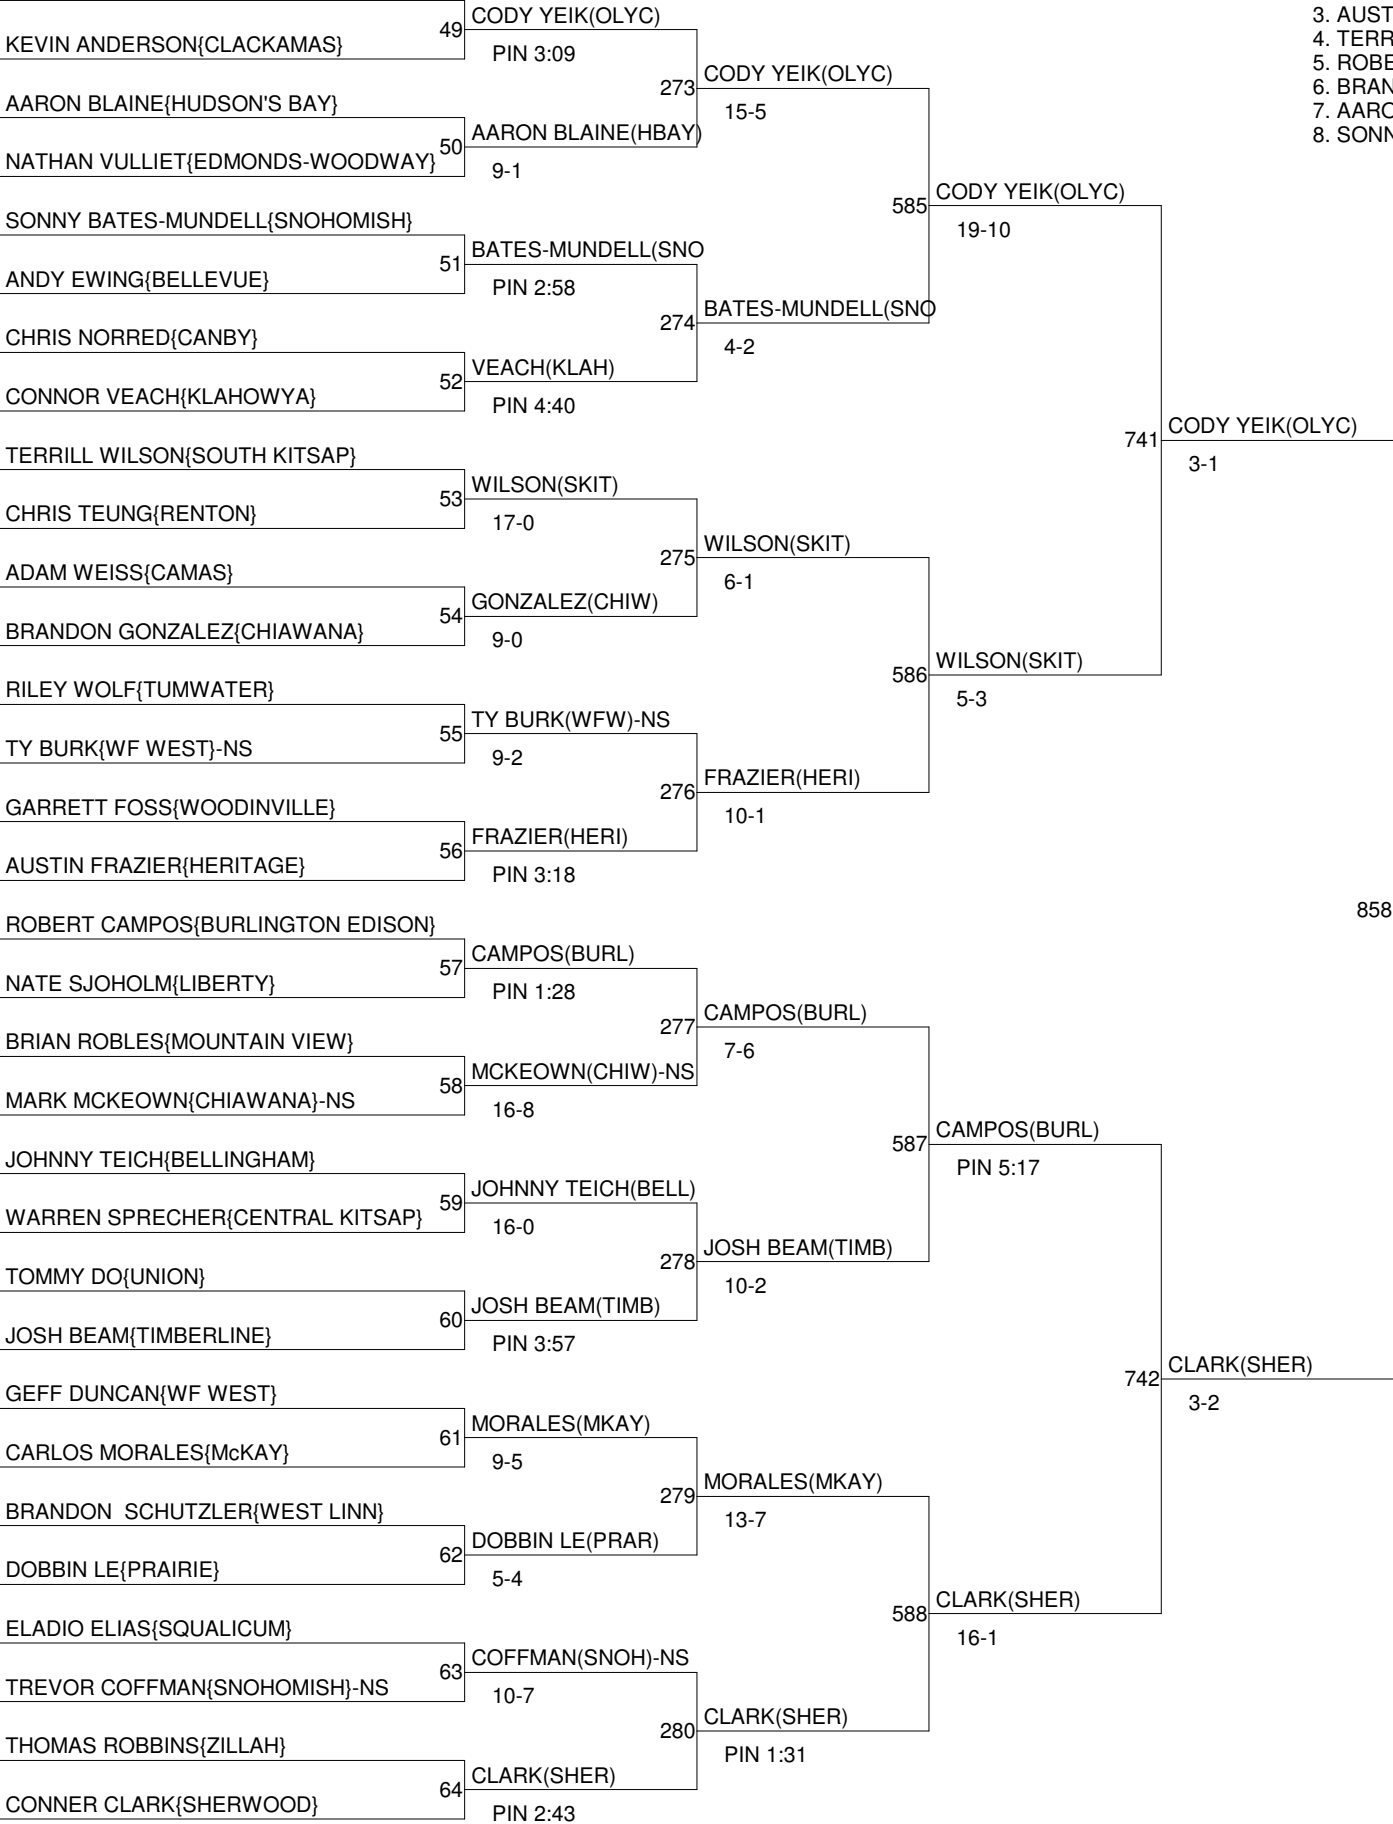 3. AUST
4. TERR
5. ROBE
6. BRAN
7. AARO
8. SONN
KEVIN ANDERSON{CLACKAMAS}
AARON BLAINE{HUDSON'S BAY}
NATHAN VULLIET{EDMONDS-WOODWAY}
SONNY BATES-MUNDELL{SNOHOMISH}
ANDY EWING{BELLEVUE}
CHRIS NORRED{CANBY}
CONNOR VEACH{KLAHOWYA}
TERRILL WILSON{SOUTH KITSAP}
CHRIS TEUNG{RENTON}
ADAM WEISS{CAMAS}
BRANDON GONZALEZ{CHIAWANA}
RILEY WOLF{TUMWATER}
TY BURK{WF WEST}-NS
GARRETT FOSS{WOODINVILLE}
AUSTIN FRAZIER{HERITAGE}
ROBERT CAMPOS{BURLINGTON EDISON}
NATE SJOHOLM{LIBERTY}
BRIAN ROBLES{MOUNTAIN VIEW}
MARK MCKEOWN{CHIAWANA}-NS
JOHNNY TEICH{BELLINGHAM}
WARREN SPRECHER{CENTRAL KITSAP}
TOMMY DO{UNION}
JOSH BEAM{TIMBERLINE}
GEFF DUNCAN{WF WEST}
CARLOS MORALES{McKAY}
BRANDON  SCHUTZLER{WEST LINN}
DOBBIN LE{PRAIRIE}
ELADIO ELIAS{SQUALICUM}
TREVOR COFFMAN{SNOHOMISH}-NS
THOMAS ROBBINS{ZILLAH}
CONNER CLARK{SHERWOOD}
49 CODY YEIK(OLYC)
PIN 3:09
50 AARON BLAINE(HBAY)
9-1
51 BATES-MUNDELL(SNO
PIN 2:58
52 VEACH(KLAH)
PIN 4:40
53 WILSON(SKIT)
17-0
54 GONZALEZ(CHIW)
9-0
55 TY BURK(WFW)-NS
9-2
56 FRAZIER(HERI)
PIN 3:18
57 CAMPOS(BURL)
PIN 1:28
58 MCKEOWN(CHIW)-NS
16-8
59 JOHNNY TEICH(BELL)
16-0
60 JOSH BEAM(TIMB)
PIN 3:57
61 MORALES(MKAY)
9-5
62 DOBBIN LE(PRAR)
5-4
63 COFFMAN(SNOH)-NS
10-7
64 CLARK(SHER)
PIN 2:43
273 CODY YEIK(OLYC)
15-5
274 BATES-MUNDELL(SNO
4-2
275 WILSON(SKIT)
6-1
276 FRAZIER(HERI)
10-1
277 CAMPOS(BURL)
7-6
278 JOSH BEAM(TIMB)
10-2
279 MORALES(MKAY)
13-7
280 CLARK(SHER)
PIN 1:31
585 CODY YEIK(OLYC)
19-10
586 WILSON(SKIT)
5-3
587 CAMPOS(BURL)
PIN 5:17
588 CLARK(SHER)
16-1
741 CODY YEIK(OLYC)
3-1
742 CLARK(SHER)
3-2
858